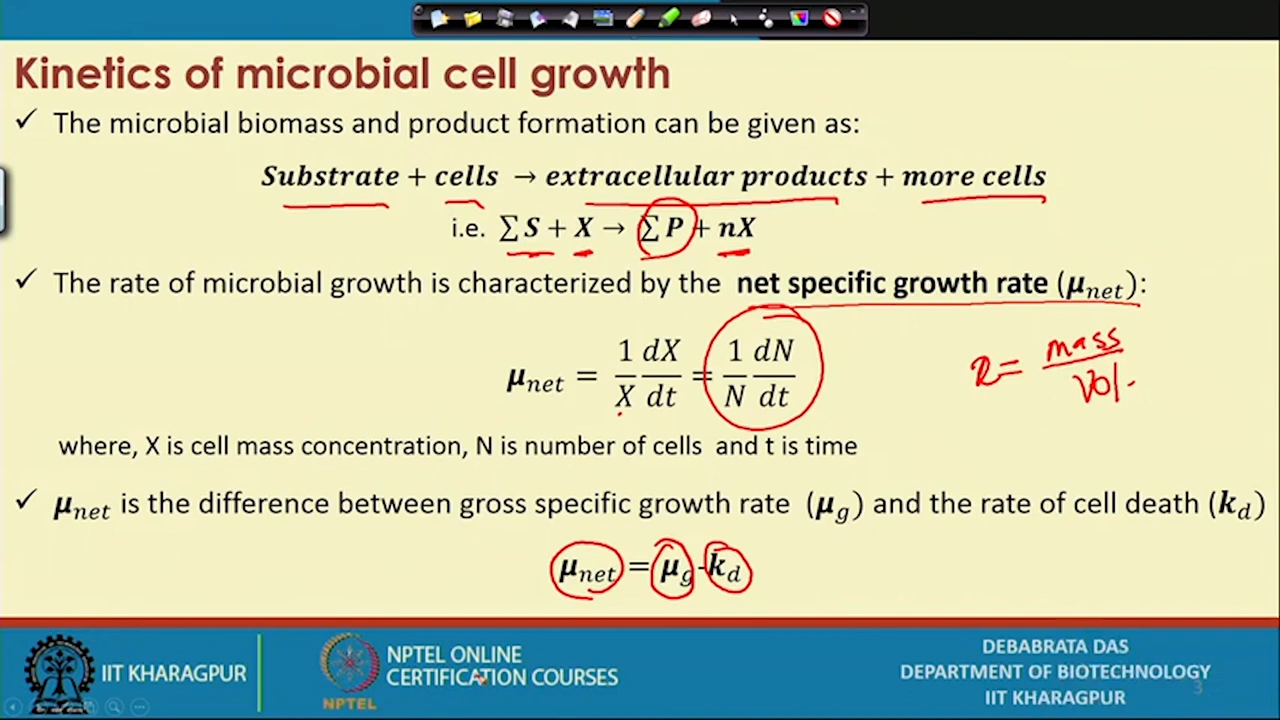 Kinetics of microbial cell growth
✓ The microbial biomass and product formation can be given as:
Substrate + cells → extracellular products + more cells
i.e. ∑ S + X → ∑ P + nX
✓ The rate of microbial growth is characterized by the net specific growth rate (μnet):
μnet = 1/X dX/dt = 1/N dN/dt
x = mass/vol.
where, X is cell mass concentration, N is number of cells and t is time
✓ μnet is the difference between gross specific growth rate (μg) and the rate of cell death (kd)
μnet = μg-kd
IIT KHARAGPUR
NPTEL
NPTEL ONLINE
CERTIFICATION COURSES
DEBABRATA DAS
DEPARTMENT OF BIOTECHNOLOGY
IIT KHARAGPUR
3